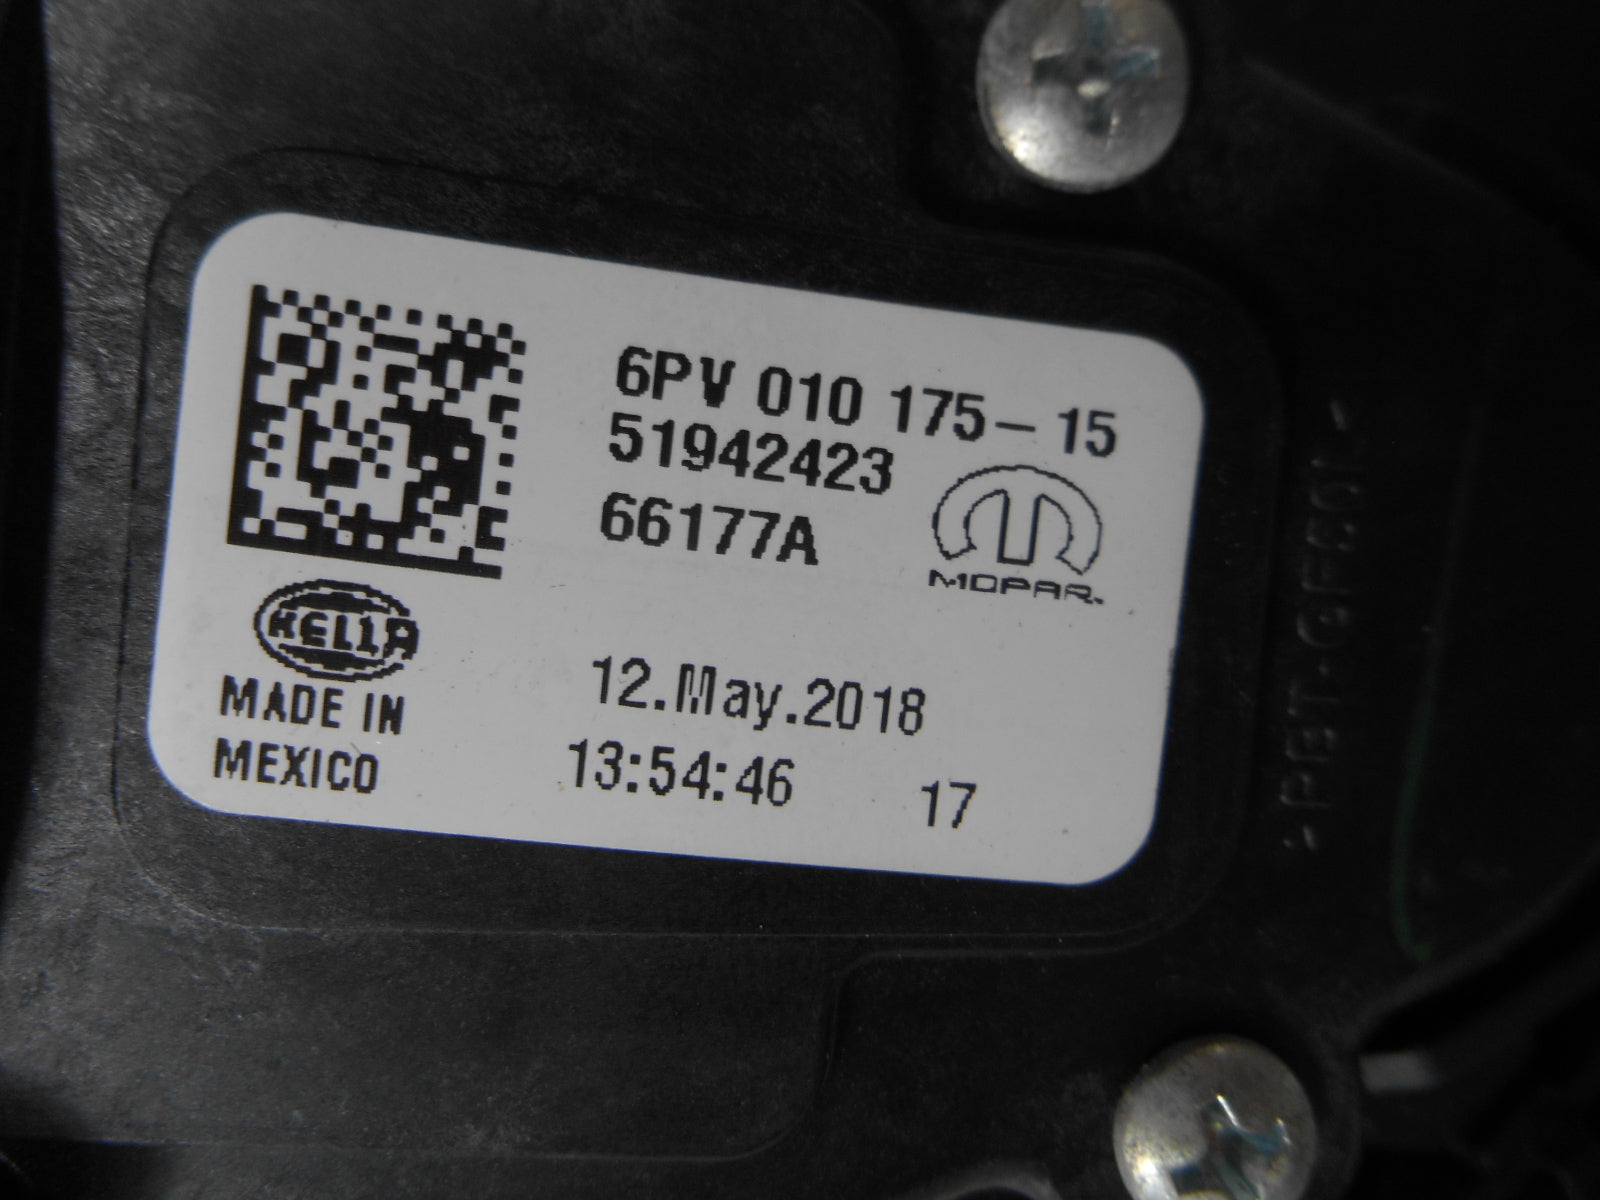 6PV 010 175-15
51942423
66177A
MOPAR
HELLA
MADE IN
MEXICO
12.May.2018
13:54:46 17